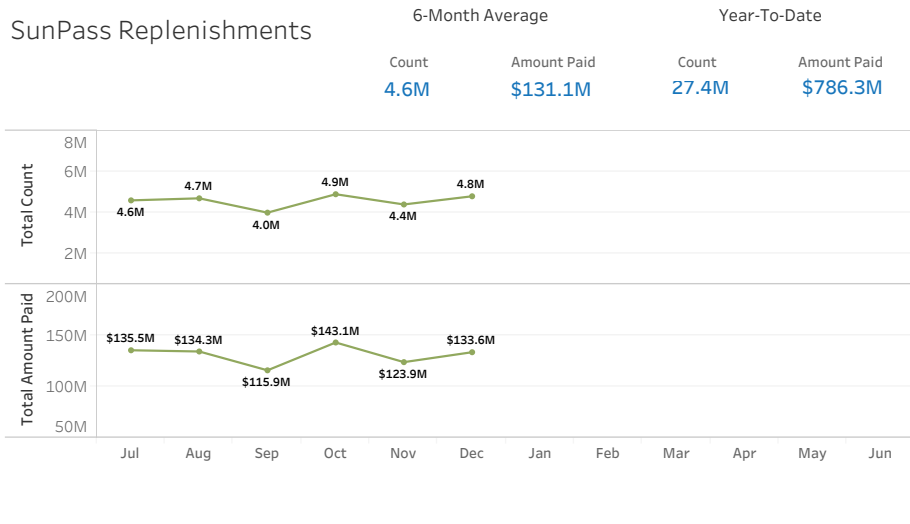 SunPass Replenishments
6-Month Average
Year-To-Date
Count
Amount Paid
Count
Amount Paid
4.6M
$131.1M
27.4M
$786.3M
Total Count
8M
6M
4M
2M
4.6M
4.7M
4.0M
4.9M
4.4M
4.8M
Total Amount Paid
200M
150M
100M
50M
$135.5M
$134.3M
$115.9M
$143.1M
$123.9M
$133.6M
Jul
Aug
Sep
Oct
Nov
Dec
Jan
Feb
Mar
Apr
May
Jun